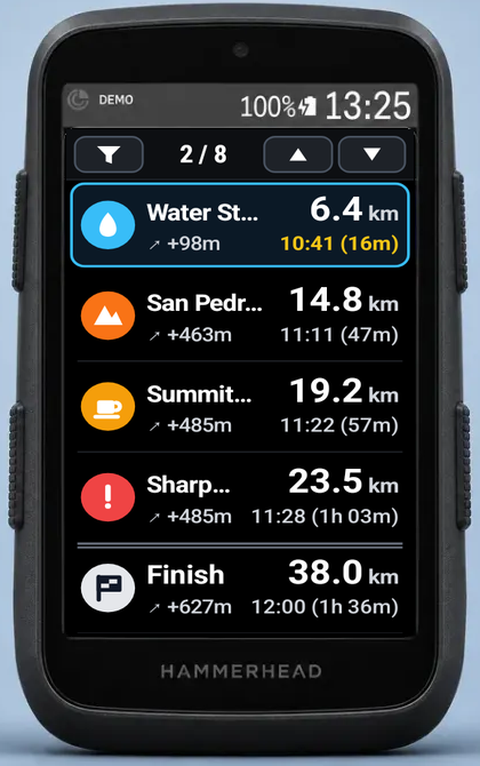 DEMO 100% 13:25
2 / 8
Water St... 6.4 km
+98m 10:41 (16m)
San Pedr... 14.8 km
+463m 11:11 (47m)
Summit... 19.2 km
+485m 11:22 (57m)
Sharp... 23.5 km
+485m 11:28 (1h 03m)
Finish 38.0 km
+627m 12:00 (1h 36m)
HAMMERHEAD